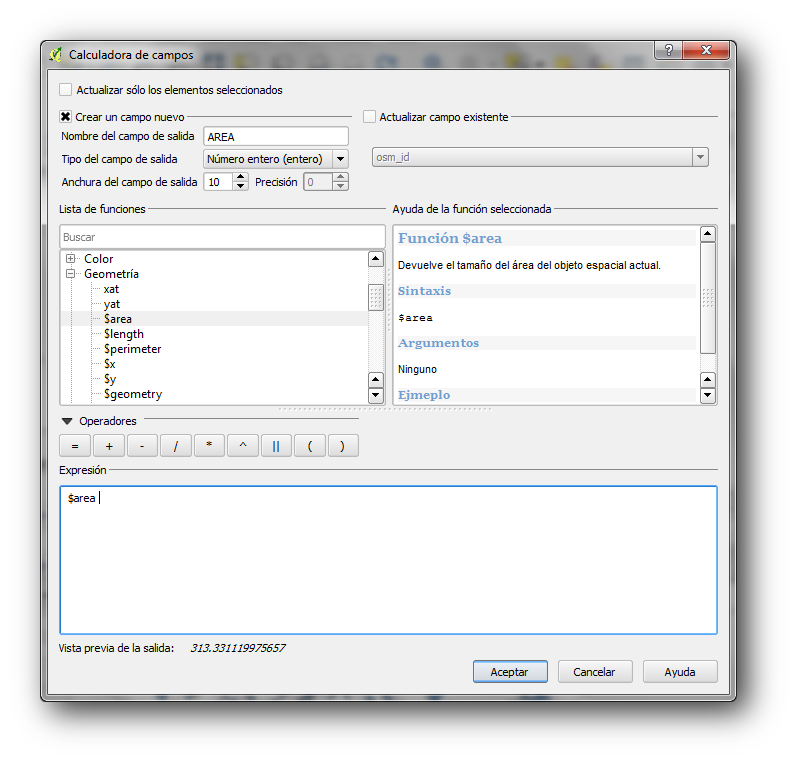 Calculadora de campos
?
Actualizar sólo los elementos seleccionados
Crear un campo nuevo
Actualizar campo existente
Nombre del campo de salida AREA
Tipo del campo de salida Número entero (entero)
osm_id
Anchura del campo de salida 10 Precisión 0
Lista de funciones
Ayuda de la función seleccionada
Buscar
Color
Geometría
xat
yat
$area
$length
$perimeter
$x
$y
$geometry
Función $area
Devuelve el tamaño del área del objeto espacial actual.
Sintaxis
$area
Argumentos
Ninguno
Ejmeplo
Operadores
= + - / * ^ || ( )
Expresión
$area
Vista previa de la salida: 313.331119975657
Aceptar Cancelar Ayuda